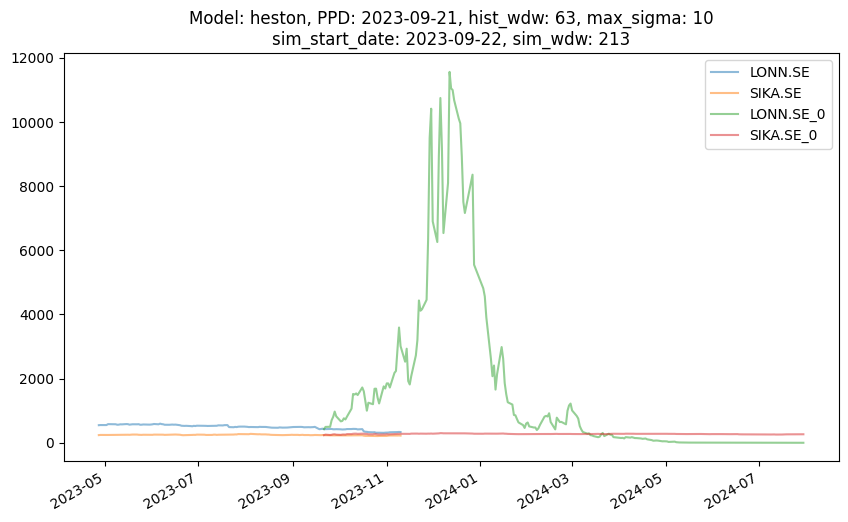 Model: heston, PPD: 2023-09-21, hist_wdw: 63, max_sigma: 10
sim_start_date: 2023-09-22, sim_wdw: 213
12000
10000
8000
6000
4000
2000
0
LONN.SE
SIKA.SE
LONN.SE_0
SIKA.SE_0
2023-05
2023-07
2023-09
2023-11
2024-01
2024-03
2024-05
2024-07